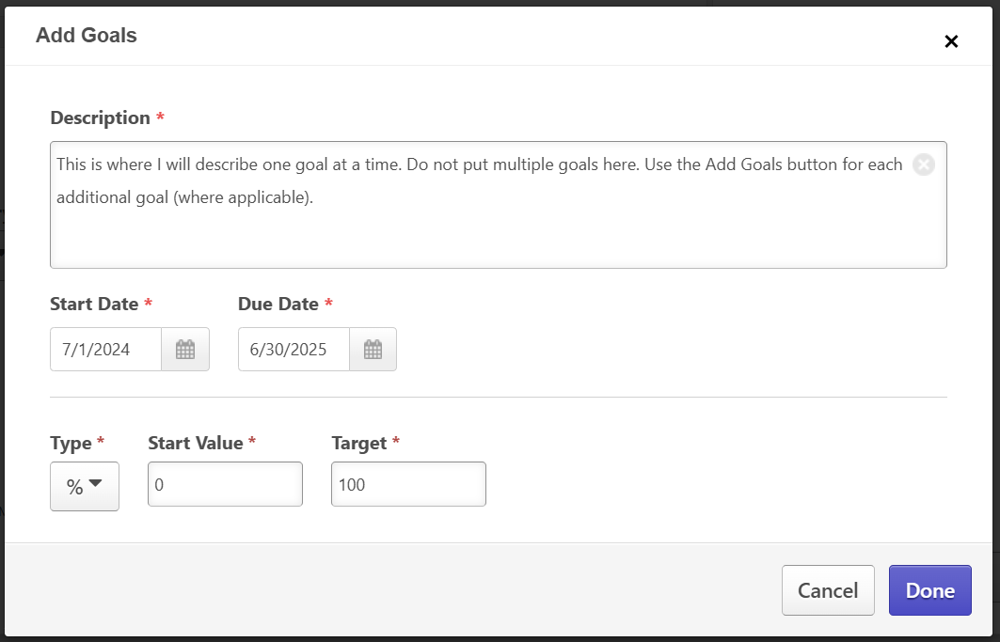 Add Goals
×
Description *
This is where I will describe one goal at a time. Do not put multiple goals here. Use the Add Goals button for each
additional goal (where applicable).
Start Date * Due Date *
7/1/2024 6/30/2025
Type * Start Value * Target *
% 0 100
Cancel Done